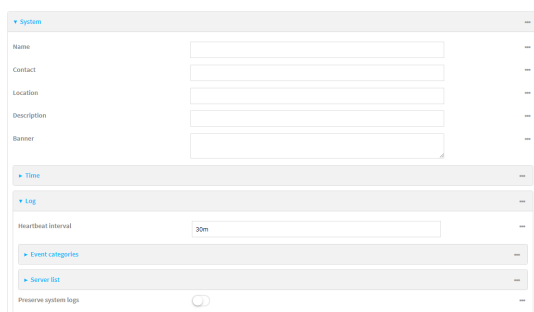 System
Name
Contact
Location
Description
Banner
Time
Log
Heartbeat interval 30m
Event categories
Server list
Preserve system logs